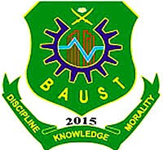 BAUST
2015
DISCIPLINE
KNOWLEDGE
MORALITY